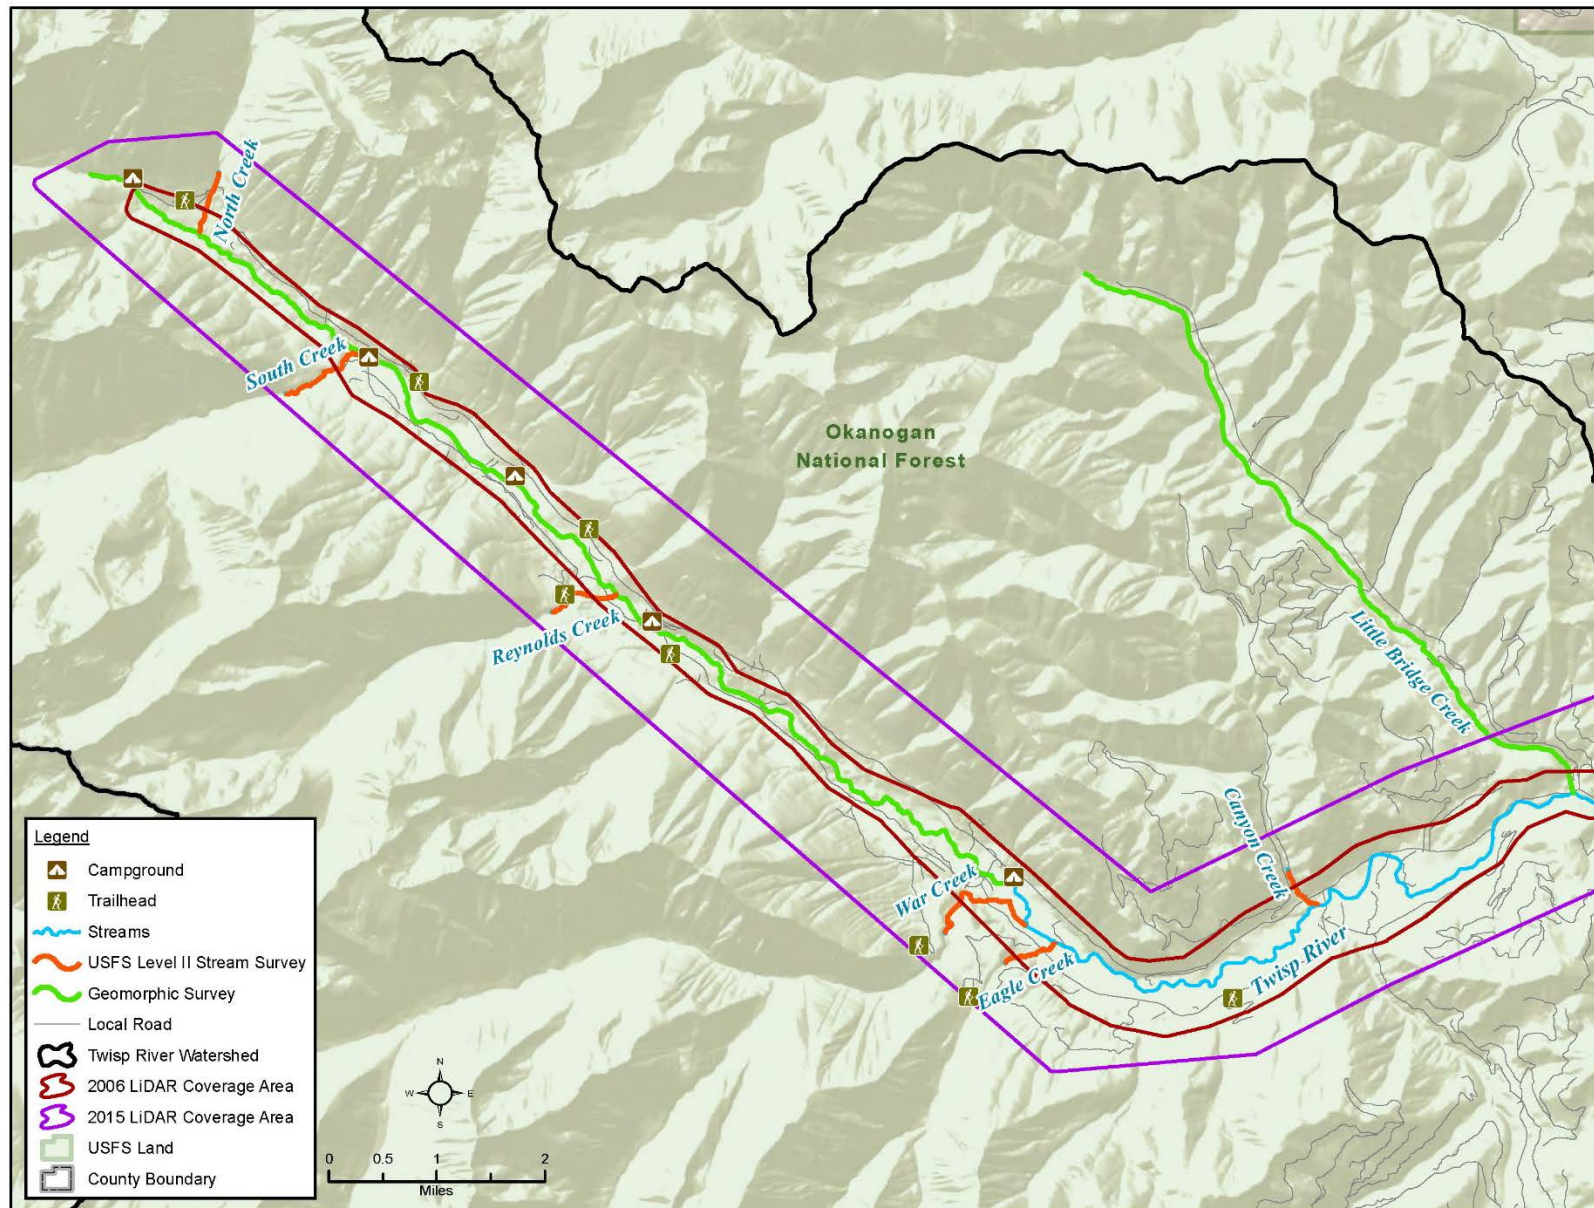 North Creek
South Creek
Okanogan
National Forest
Reynolds Creek
Little Bridge Creek
Canyon Creek
War Creek
Eagle Creek
Twisp River
Legend
Campground
Trailhead
Streams
USFS Level II Stream Survey
Geomorphic Survey
Local Road
Twisp River Watershed
2006 LiDAR Coverage Area
2015 LiDAR Coverage Area
USFS Land
County Boundary
N
W E
S
0 0.5 1 2
Miles